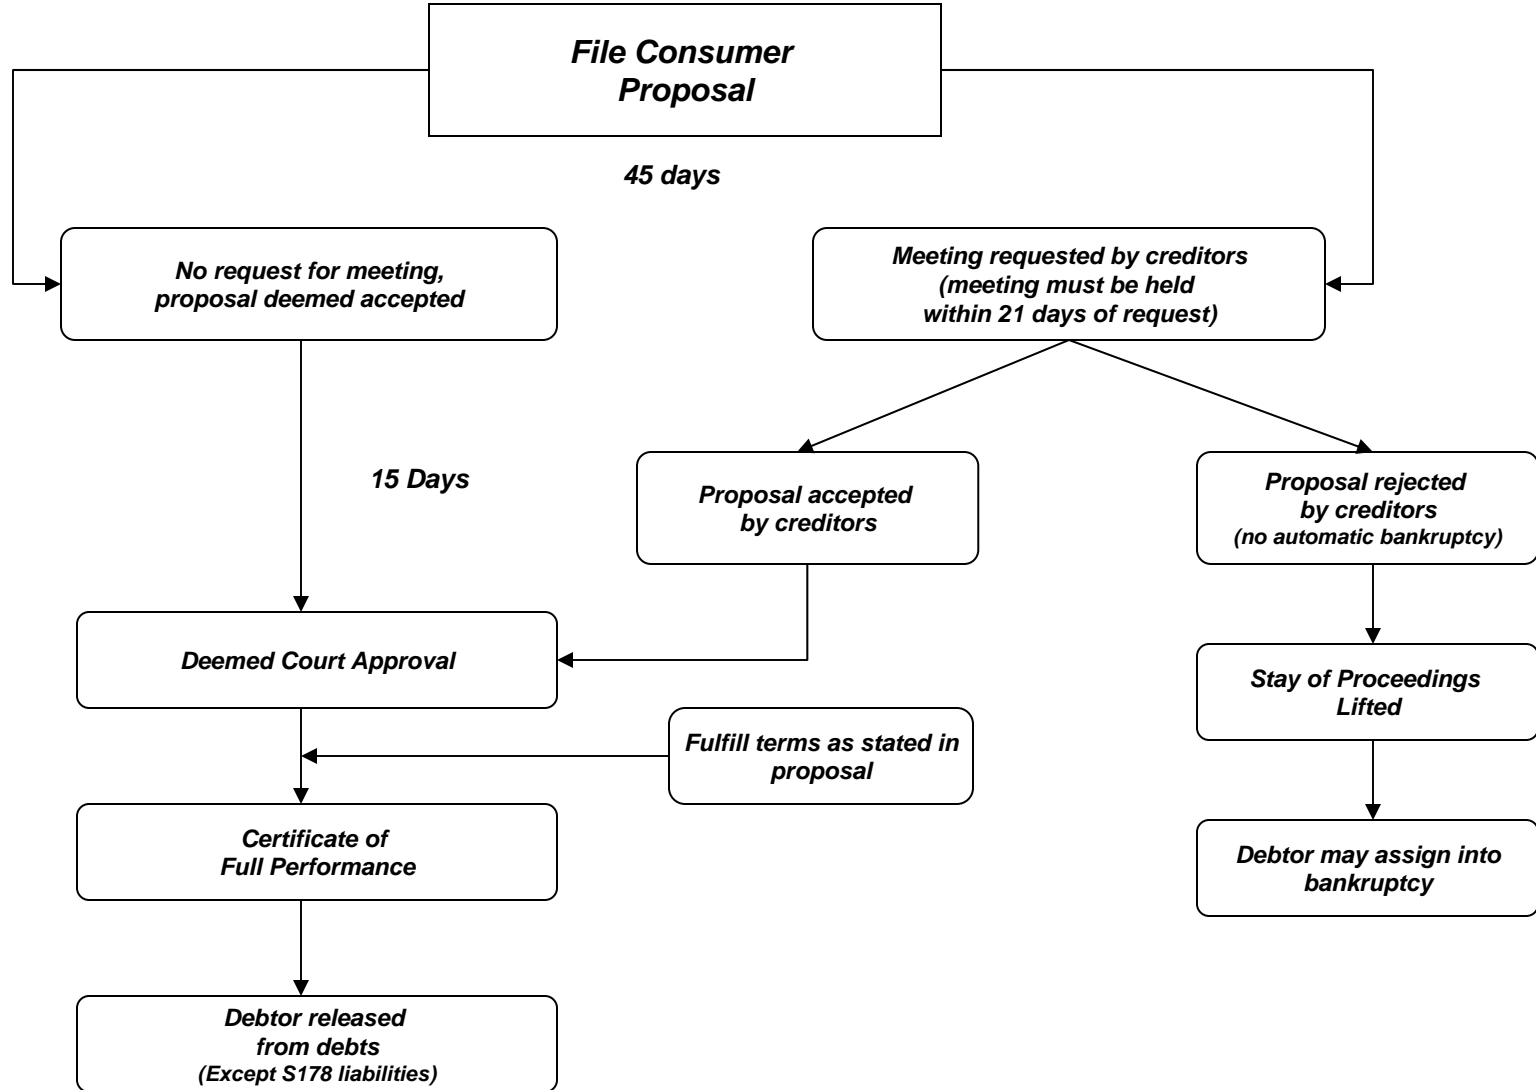 File Consumer
Proposal
45 days
No request for meeting,
proposal deemed accepted
Meeting requested by creditors
(meeting must be held
within 21 days of request)
15 Days
Proposal accepted
by creditors
Proposal rejected
by creditors
(no automatic bankruptcy)
Deemed Court Approval
Stay of Proceedings
Lifted
Fulfill terms as stated in
proposal
Certificate of
Full Performance
Debtor may assign into
bankruptcy
Debtor released
from debts
(Except S178 liabilities)